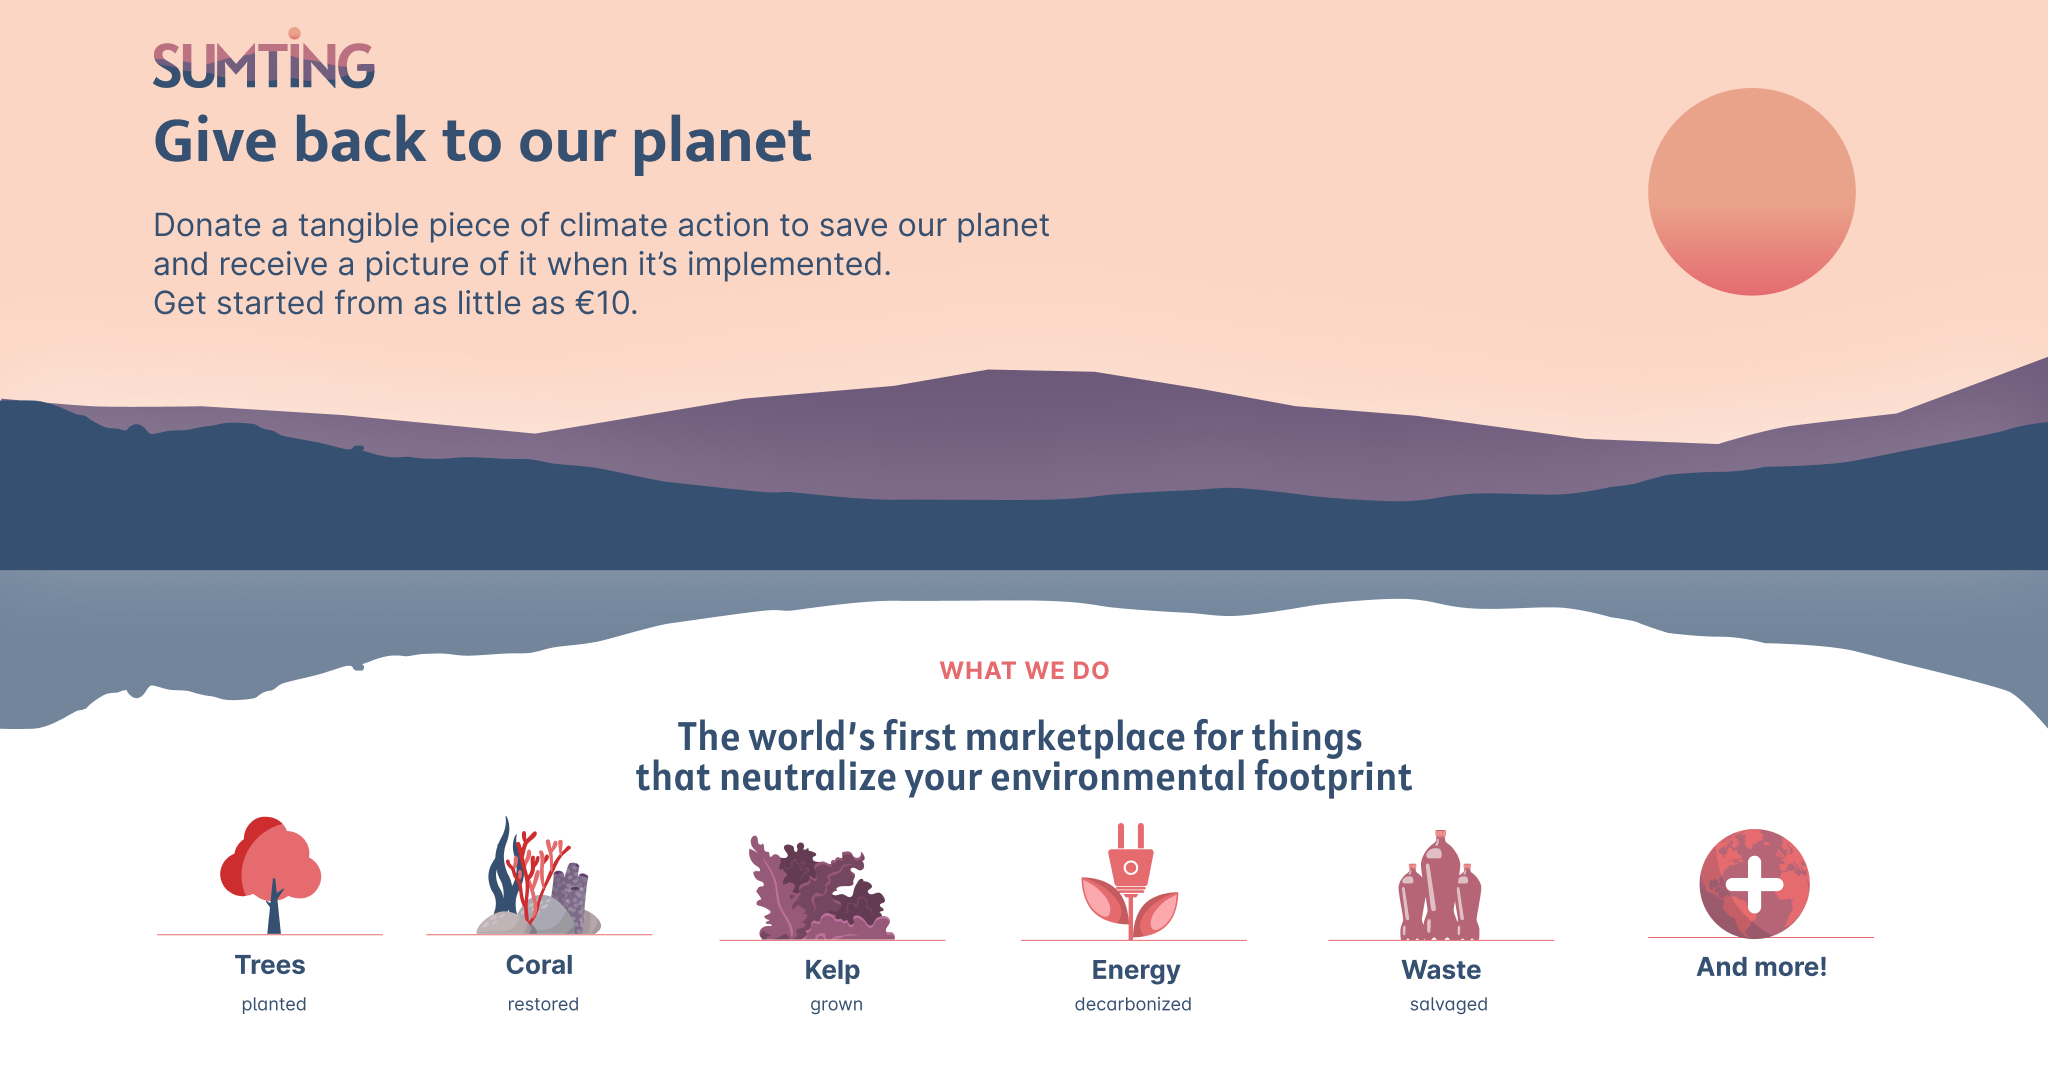 SUMTING
Give back to our planet
Donate a tangible piece of climate action to save our planet
and receive a picture of it when it’s implemented.
Get started from as little as €10.
WHAT WE DO
The world's first marketplace for things
that neutralize your environmental footprint
Trees
planted
Coral
restored
Kelp
grown
Energy
decarbonized
Waste
salvaged
And more!